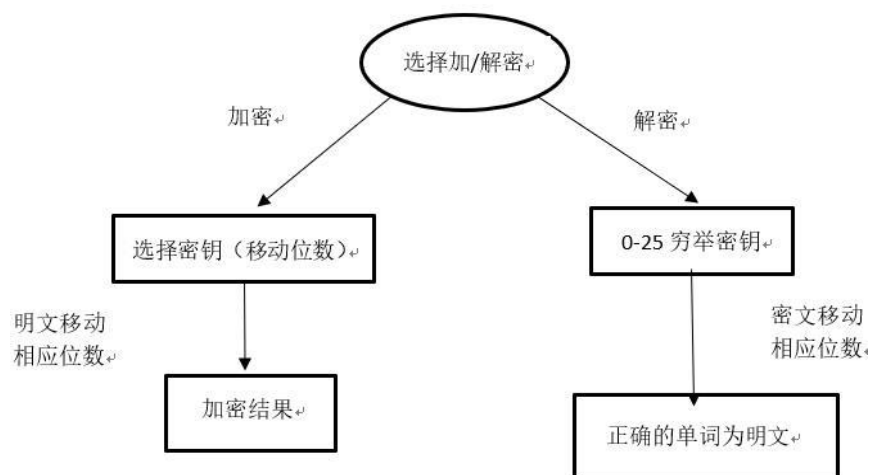 选择加/解密
加密
解密
选择密钥（移动位数）
0-25 穷举密钥
明文移动
相应位数
密文移动
相应位数
加密结果
正确的单词为明文